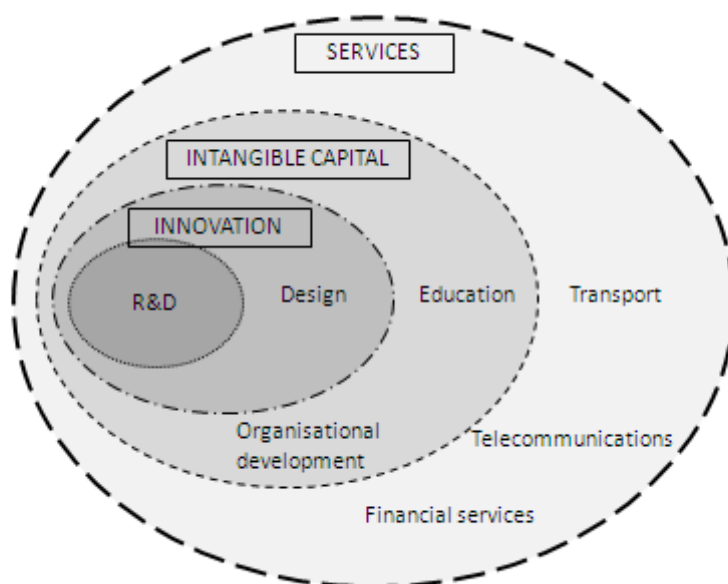 SERVICES
INTANGIBLE CAPITAL
INNOVATION
R&D
Design
Education
Transport
Organisational
development
Telecommunications
Financial services